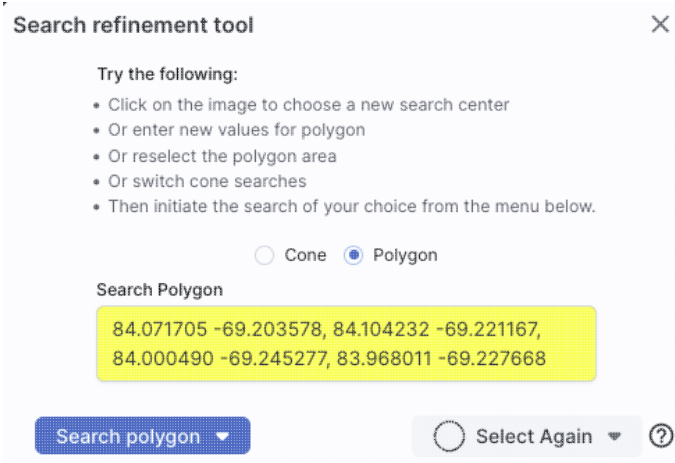 Search refinement tool
Try the following:
• Click on the image to choose a new search center
• Or enter new values for polygon
• Or reselect the polygon area
• Or switch cone searches
• Then initiate the search of your choice from the menu below.
Cone Polygon
Search Polygon
84.071705 -69.203578, 84.104232 -69.221167,
84.000490 -69.245277, 83.968011 -69.227668
Search polygon Select Again ?